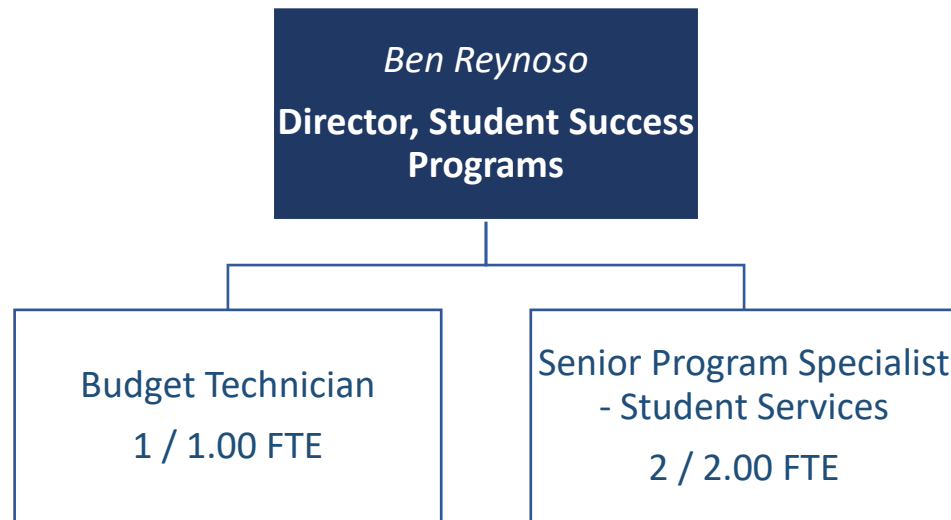 Ben Reynoso
Director, Student Success
Programs
Budget Technician
1 / 1.00 FTE
Senior Program Specialist
- Student Services
2 / 2.00 FTE